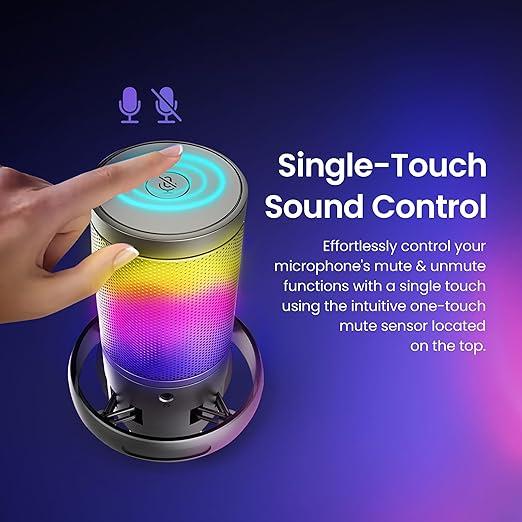 Single-Touch
Sound Control
Effortlessly control your
microphone's mute & unmute
functions with a single touch
using the intuitive one-touch
mute sensor located
on the top.